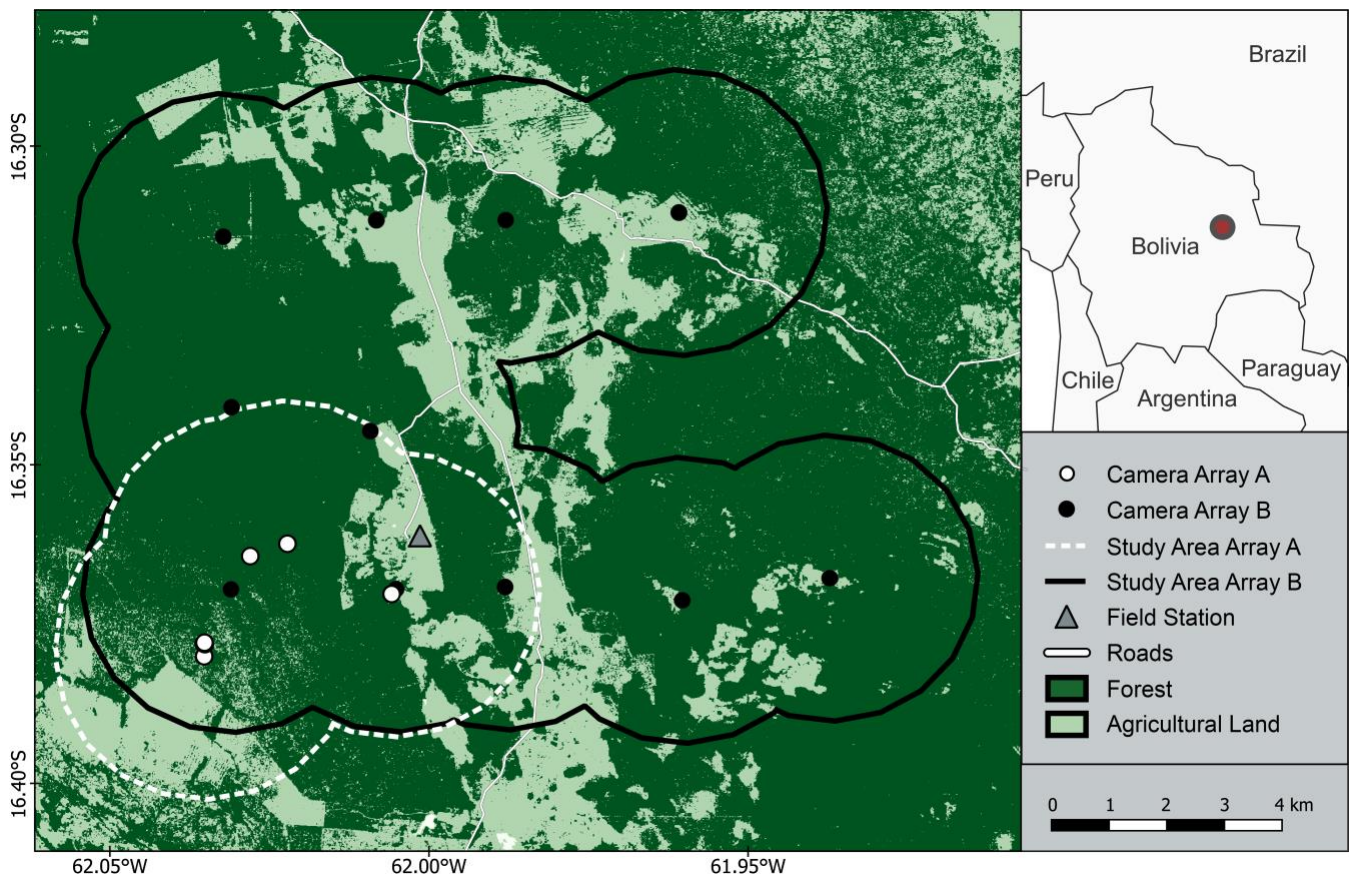 16.30°S
16.35°S
16.40°S
62.05°W
62.00°W
61.95°W
Brazil
Peru
Bolivia
Chile
Paraguay
Argentina
Camera Array A
Camera Array B
Study Area Array A
Study Area Array B
Field Station
Roads
Forest
Agricultural Land
0 1 2 3 4 km